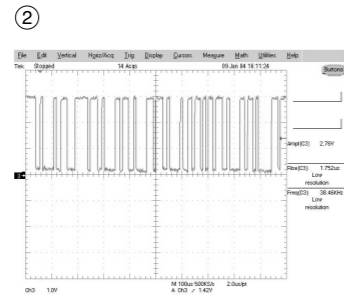 2
File Edit Vertical Horiz/Acq Trig Display Cursors Measure Math Utilities Help
Tek Stopped 14 Acqs 09 Jan 04 18:11:24
Buttons
Ampl(C3) 2.76V
Rise(C3) 1.752us
Low
resolution
Freq(C3) 38.46KHz
Low
resolution
M 100us 500KS/s 2.0us/pt
Ch3 1.0V A Ch3 1.42V